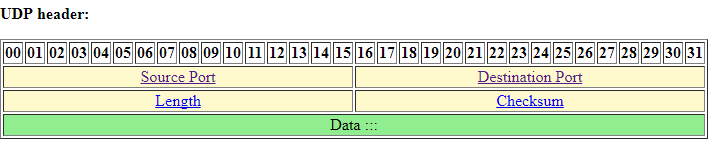 UDP header:
00 01 02 03 04 05 06 07 08 09 10 11 12 13 14 15 16 17 18 19 20 21 22 23 24 25 26 27 28 29 30 31
Source Port Destination Port
Length Checksum
Data :::